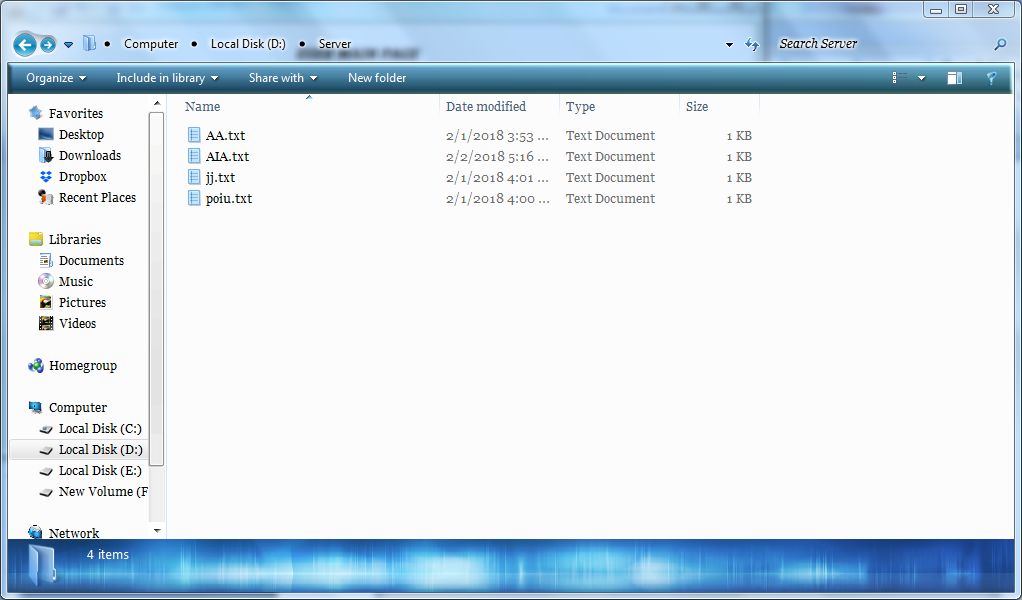 Computer • Local Disk (D:) • Server
Search Server
Organize Include in library Share with New folder
Name Date modified Type Size
AA.txt 2/1/2018 3:53 ... Text Document 1 KB
AIA.txt 2/2/2018 5:16 ... Text Document 1 KB
jj.txt 2/1/2018 4:01 ... Text Document 1 KB
poiu.txt 2/1/2018 4:00 ... Text Document 1 KB
Favorites
Desktop
Downloads
Dropbox
Recent Places
Libraries
Documents
Music
Pictures
Videos
Homegroup
Computer
Local Disk (C:)
Local Disk (D:)
Local Disk (E:)
New Volume (F
Network
4 items